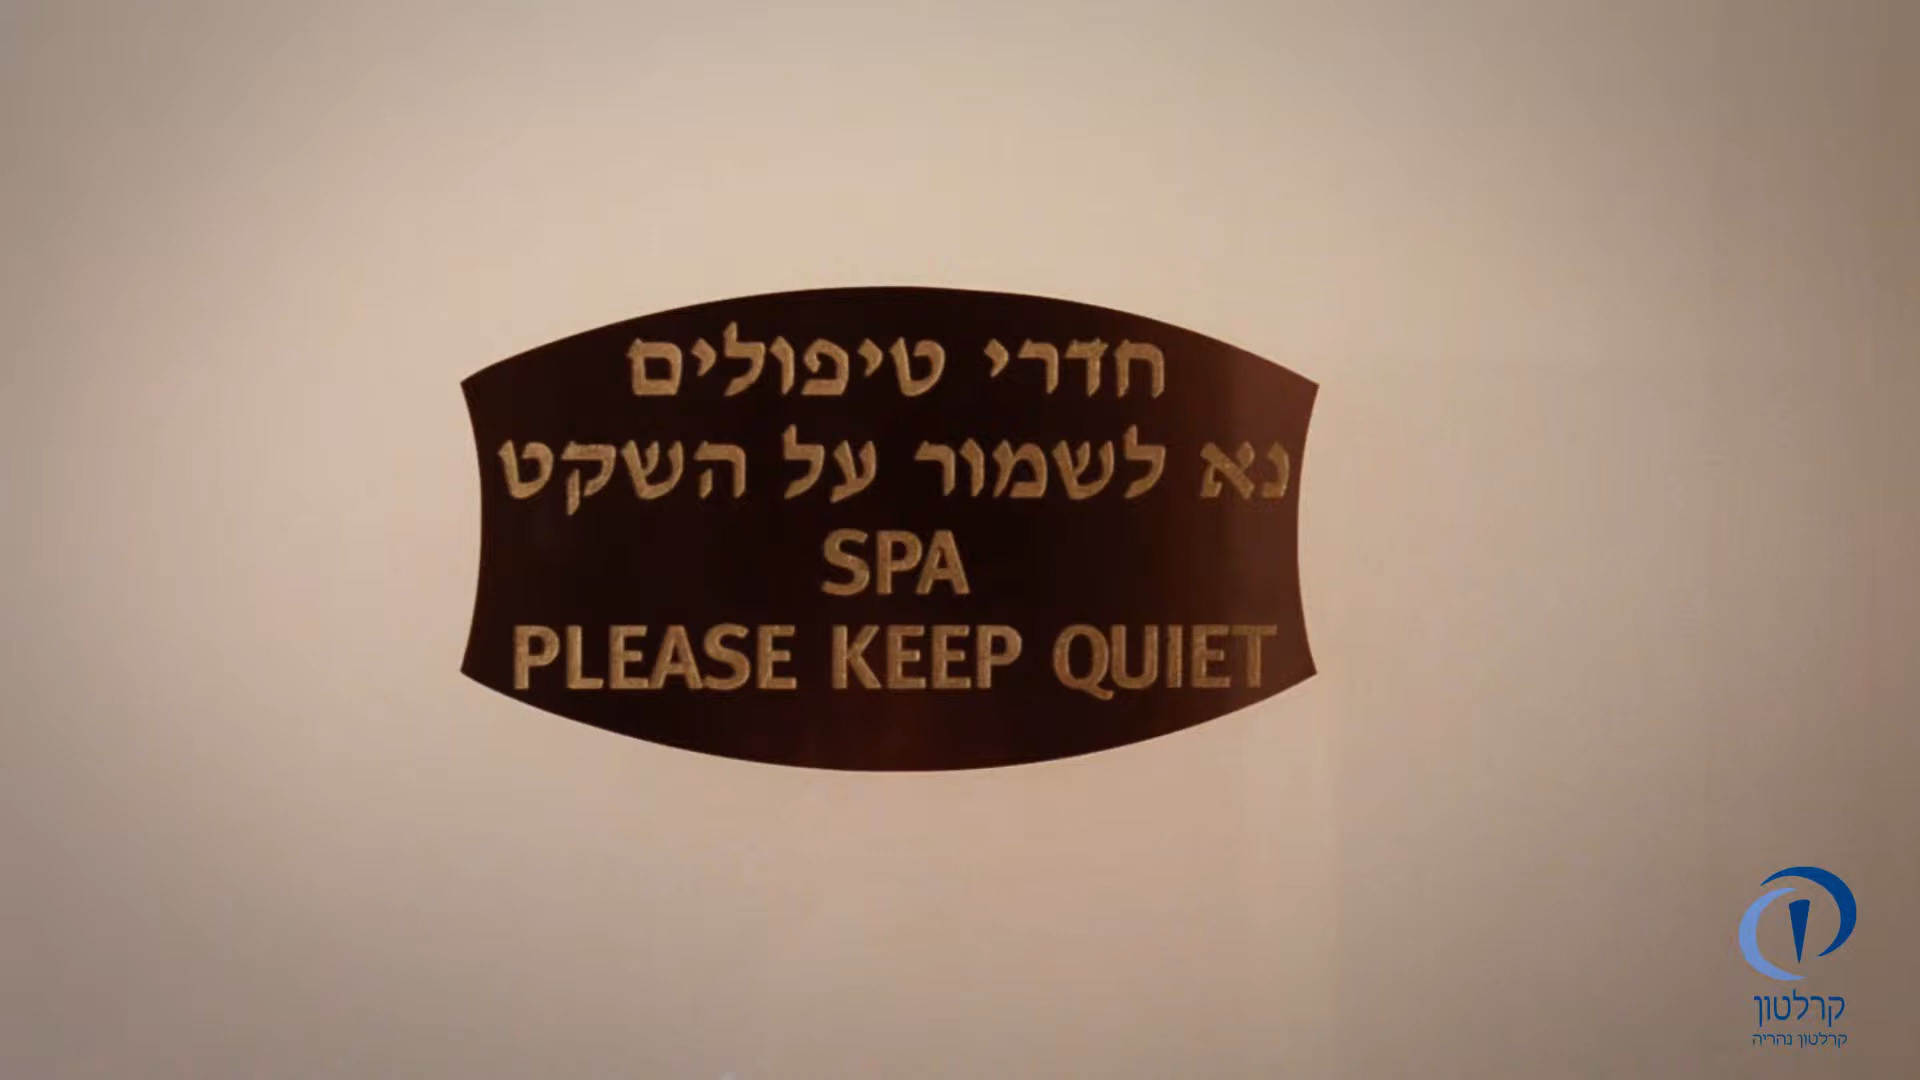 חדרי טיפולים
נא לשמור על השקט
SPA
PLEASE KEEP QUIET
קרלטון
קרלטון נהריה